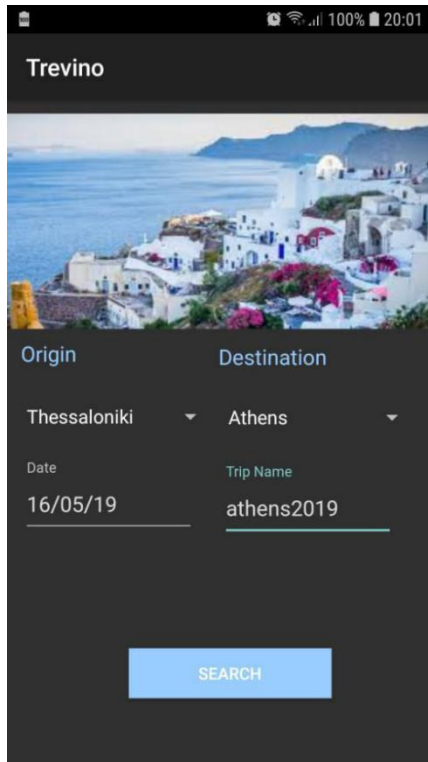 100% 20:01
Trevino
Origin Destination
Thessaloniki Athens
Date Trip Name
16/05/19 athens2019
SEARCH